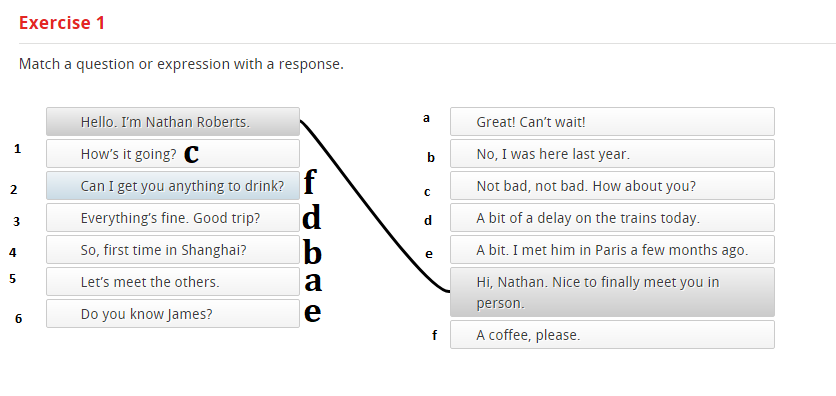 Exercise 1
Match a question or expression with a response.
Hello. I'm Nathan Roberts.
1 How's it going? c
2 Can I get you anything to drink? f
3 Everything's fine. Good trip? d
4 So, first time in Shanghai? b
5 Let's meet the others. a
6 Do you know James? e
a Great! Can't wait!
b No, I was here last year.
c Not bad, not bad. How about you?
d A bit of a delay on the trains today.
e A bit. I met him in Paris a few months ago.
Hi, Nathan. Nice to finally meet you in
person.
f A coffee, please.